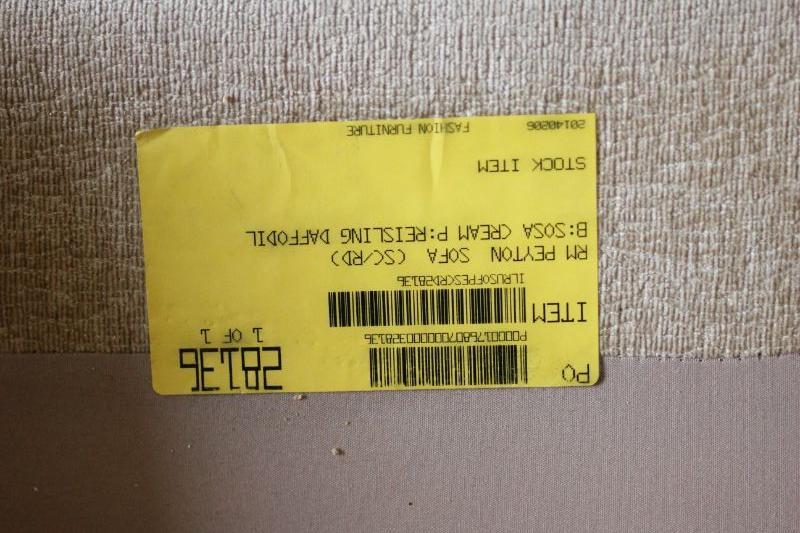 PO 28136
P0000176807000000328136
1 OF 1
ITEM
ILRUSOFPESCRD28136
RM PEYTON SOFA (SC/RD)
B:SOSA CREAM P:REISLING DAFFODIL
STOCK ITEM
20140206 FASHION FURNITURE